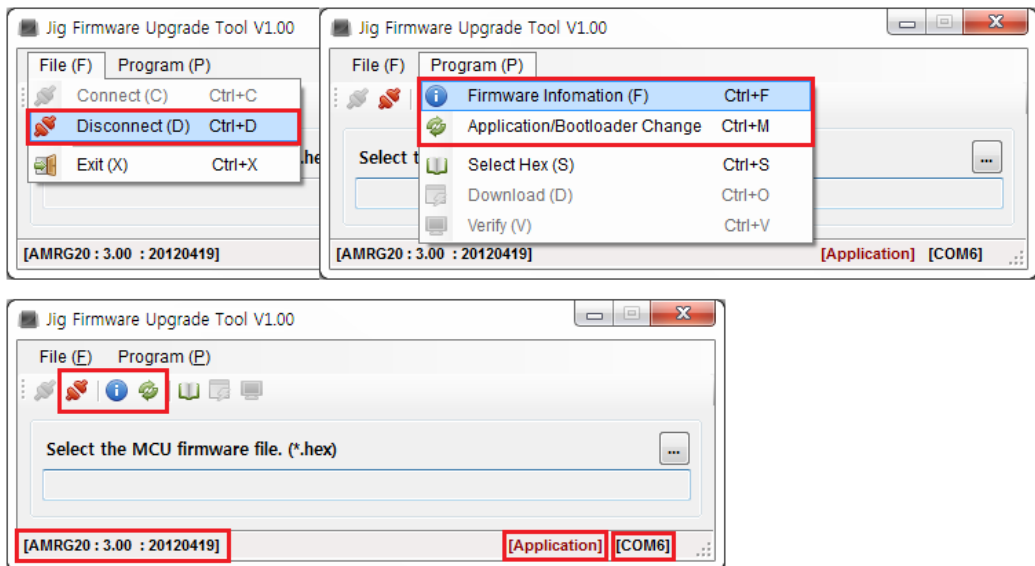 Jig Firmware Upgrade Tool V1.00
File (F) Program (P)
Connect (C) Ctrl+C
Disconnect (D) Ctrl+D
Exit (X) Ctrl+X
.he
[AMRG20 : 3.00 : 20120419]
Jig Firmware Upgrade Tool V1.00
File (F) Program (P)
Firmware Infomation (F) Ctrl+F
Application/Bootloader Change Ctrl+M
Select t
Select Hex (S) Ctrl+S
...
Download (D) Ctrl+O
Verify (V) Ctrl+V
[AMRG20 : 3.00 : 20120419] [Application] [COM6]
Jig Firmware Upgrade Tool V1.00
File (F) Program (P)
Select the MCU firmware file. (*.hex)
...
[AMRG20 : 3.00 : 20120419] [Application] [COM6]